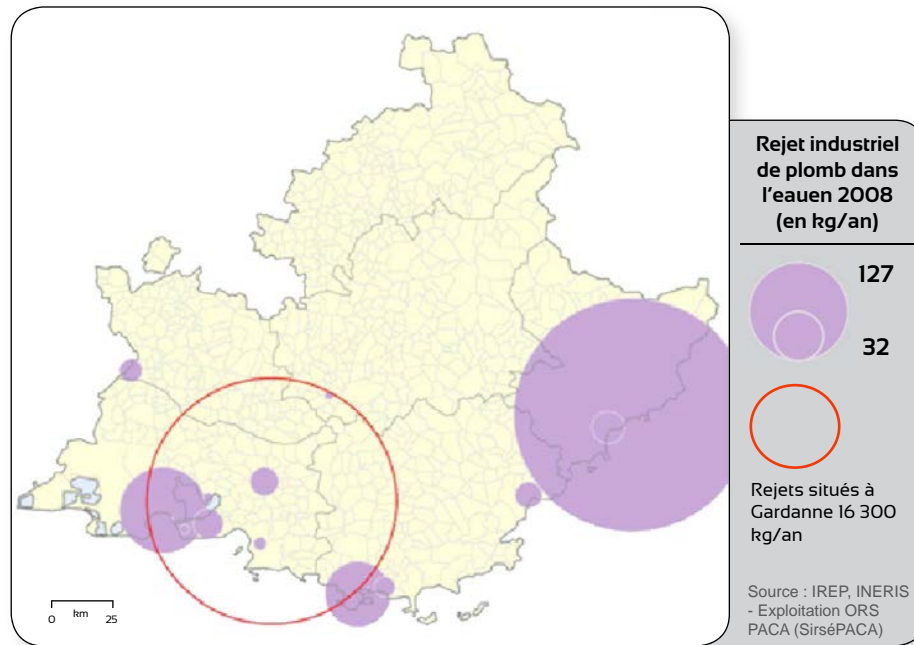 Rejet industriel
de plomb dans
l'eauen 2008
(en kg/an)
127
32
Rejets situés à
Gardanne 16 300
kg/an
Source : IREP, INERIS
- Exploitation ORS
PACA (SirséPACA)
km
0 25